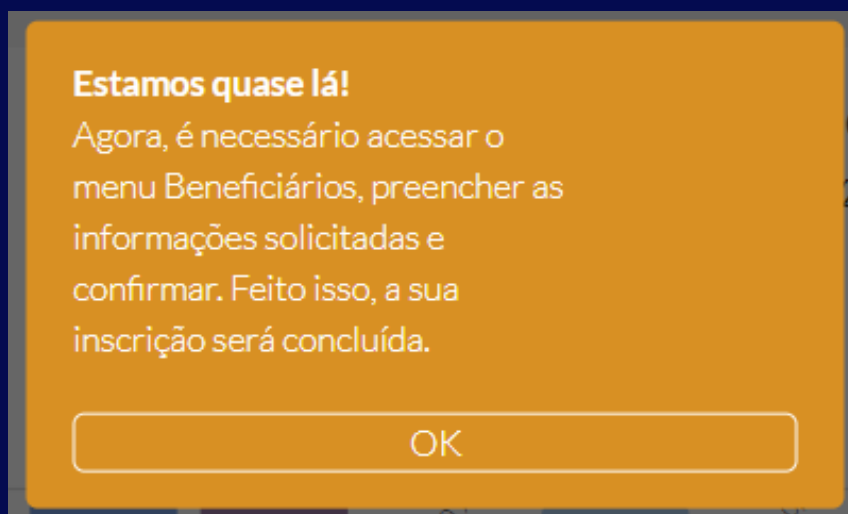 Estamos quase lá!
Agora, é necessário acessar o
menu Beneficiários, preencher as
informações solicitadas e
confirmar. Feito isso, a sua
inscrição será concluída.
OK